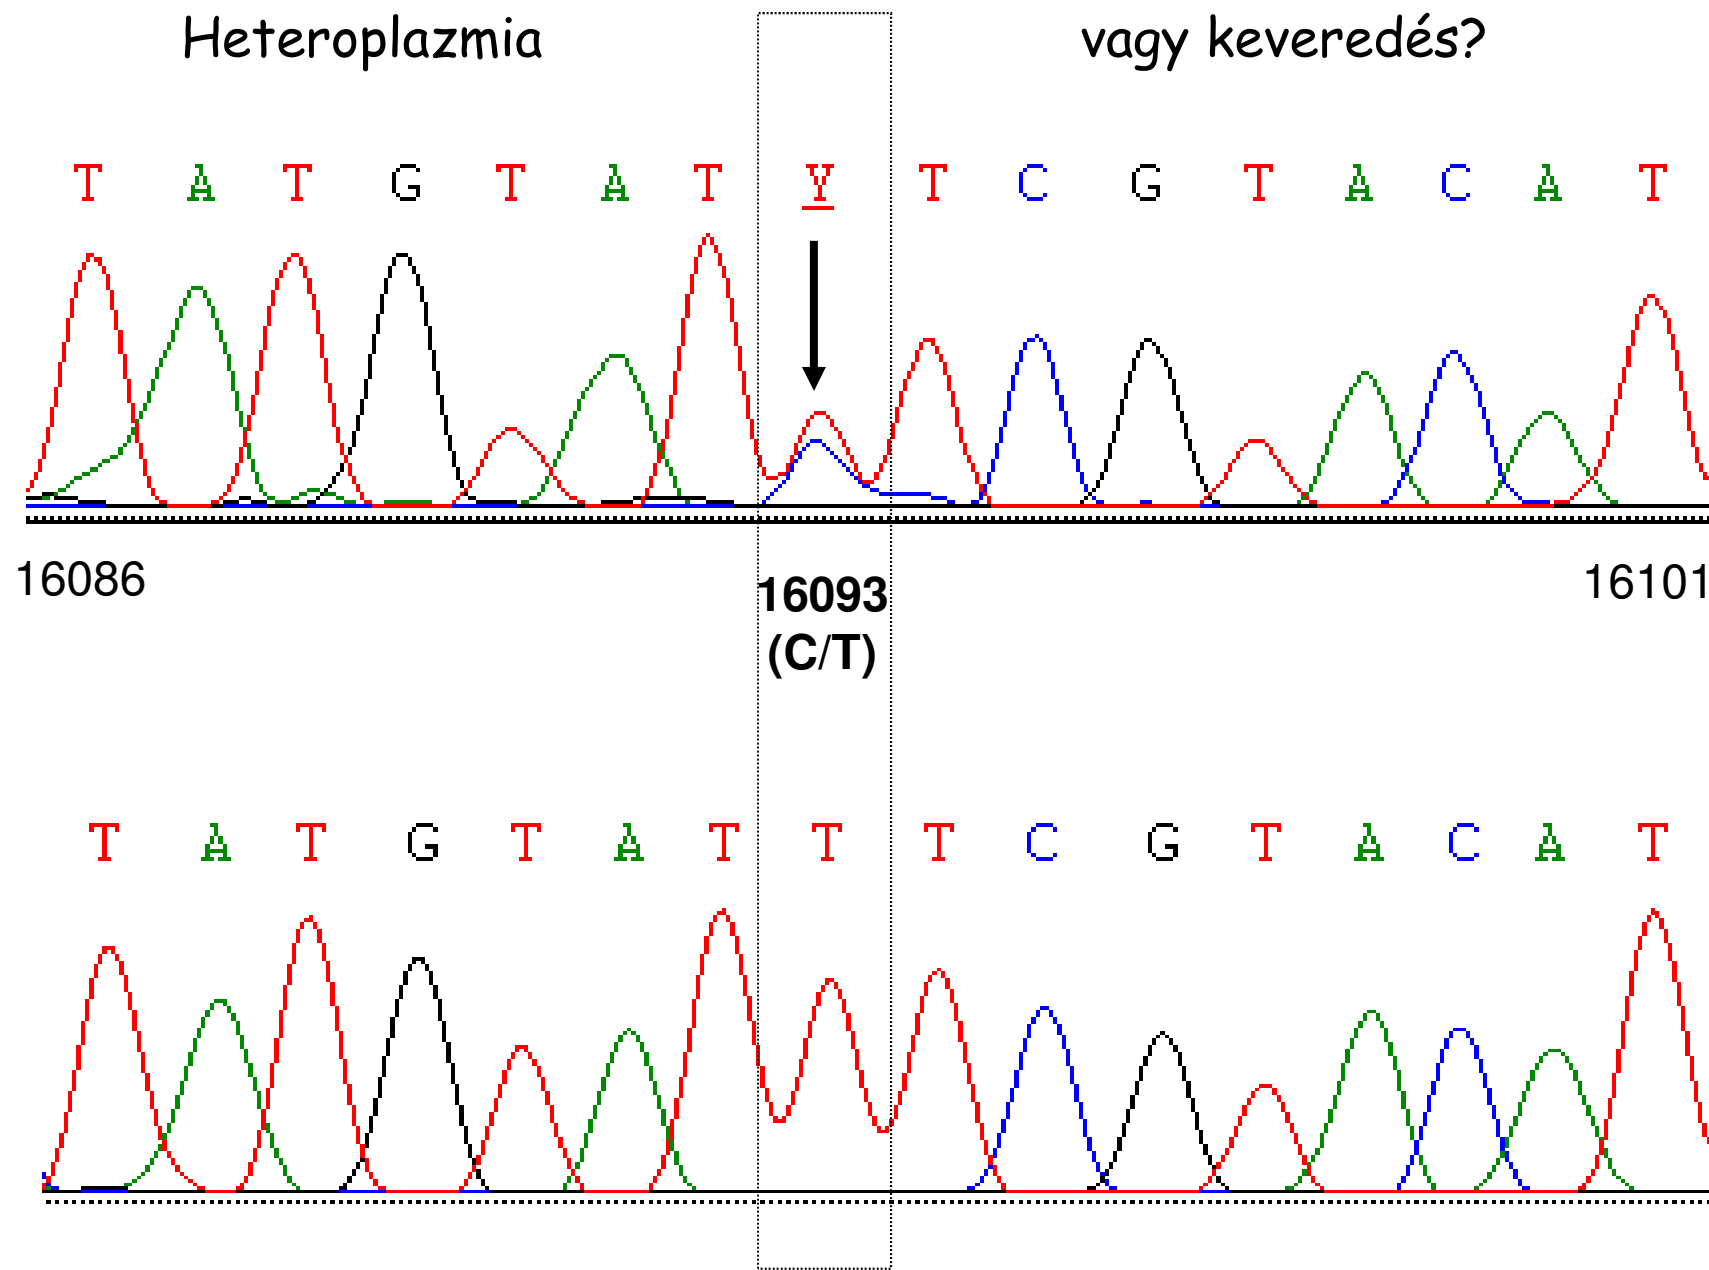 Heteroplazmia vagy keveredés?
T A T G T A T Y T C G T A C A T
16086 16093 16101
(C/T)
T A T G T A T T T C G T A C A T